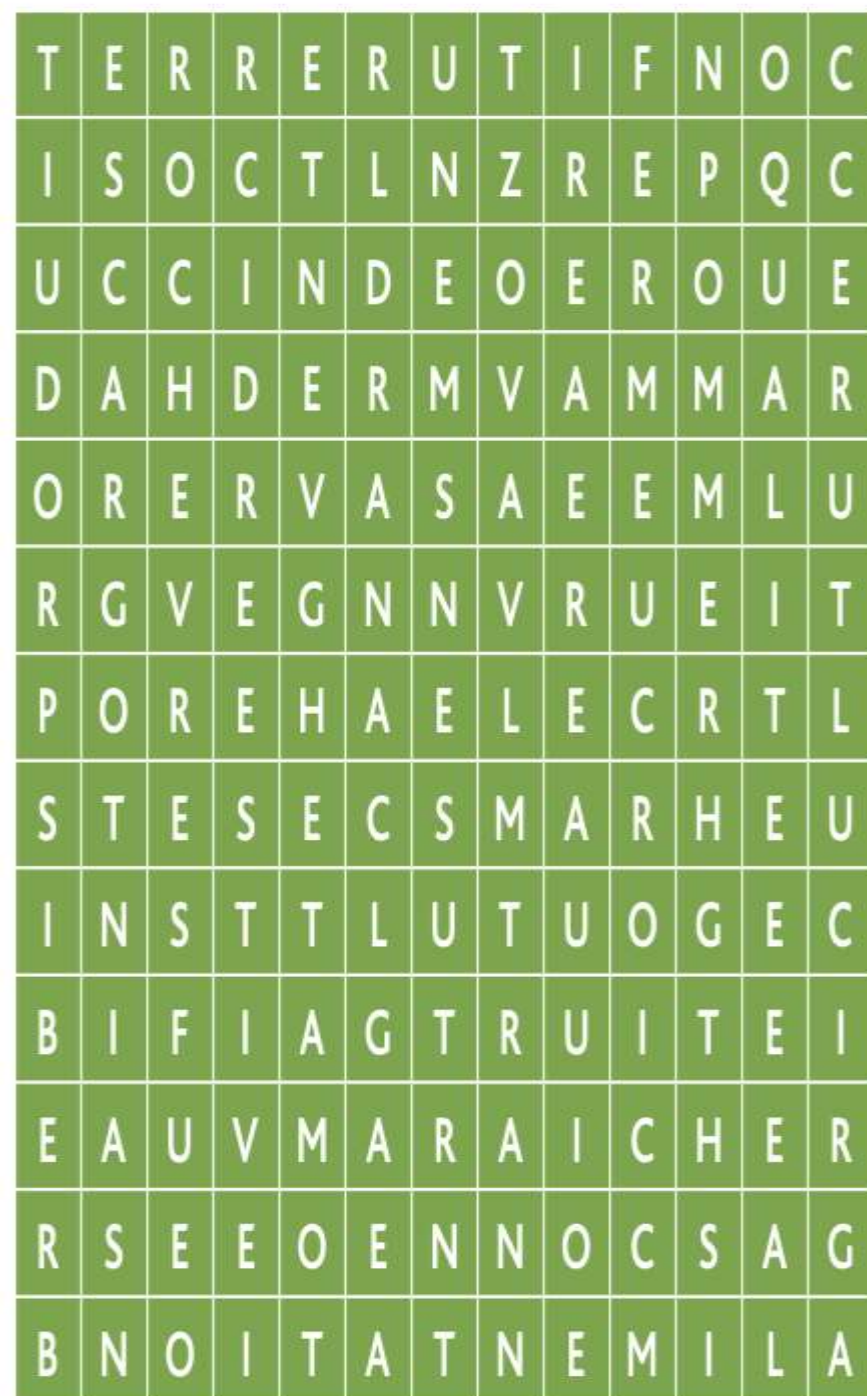 T E R R E R U T I F N O C
I S O C T L N Z R E P Q C
U C C I N D E O E R O U E
D A H D E R M V A M M A R
O R E R V A S A E E M L U
R G V E G N N V R U E I T
P O R E H A E L E C R T L
S T E S E C S M A R H E U
I N S T T L U T U O G E C
B I F I A G T R U I T E I
E A U V M A R A I C H E R
R S E E O E N N O C S A G
B N O I T A T N E M I L A